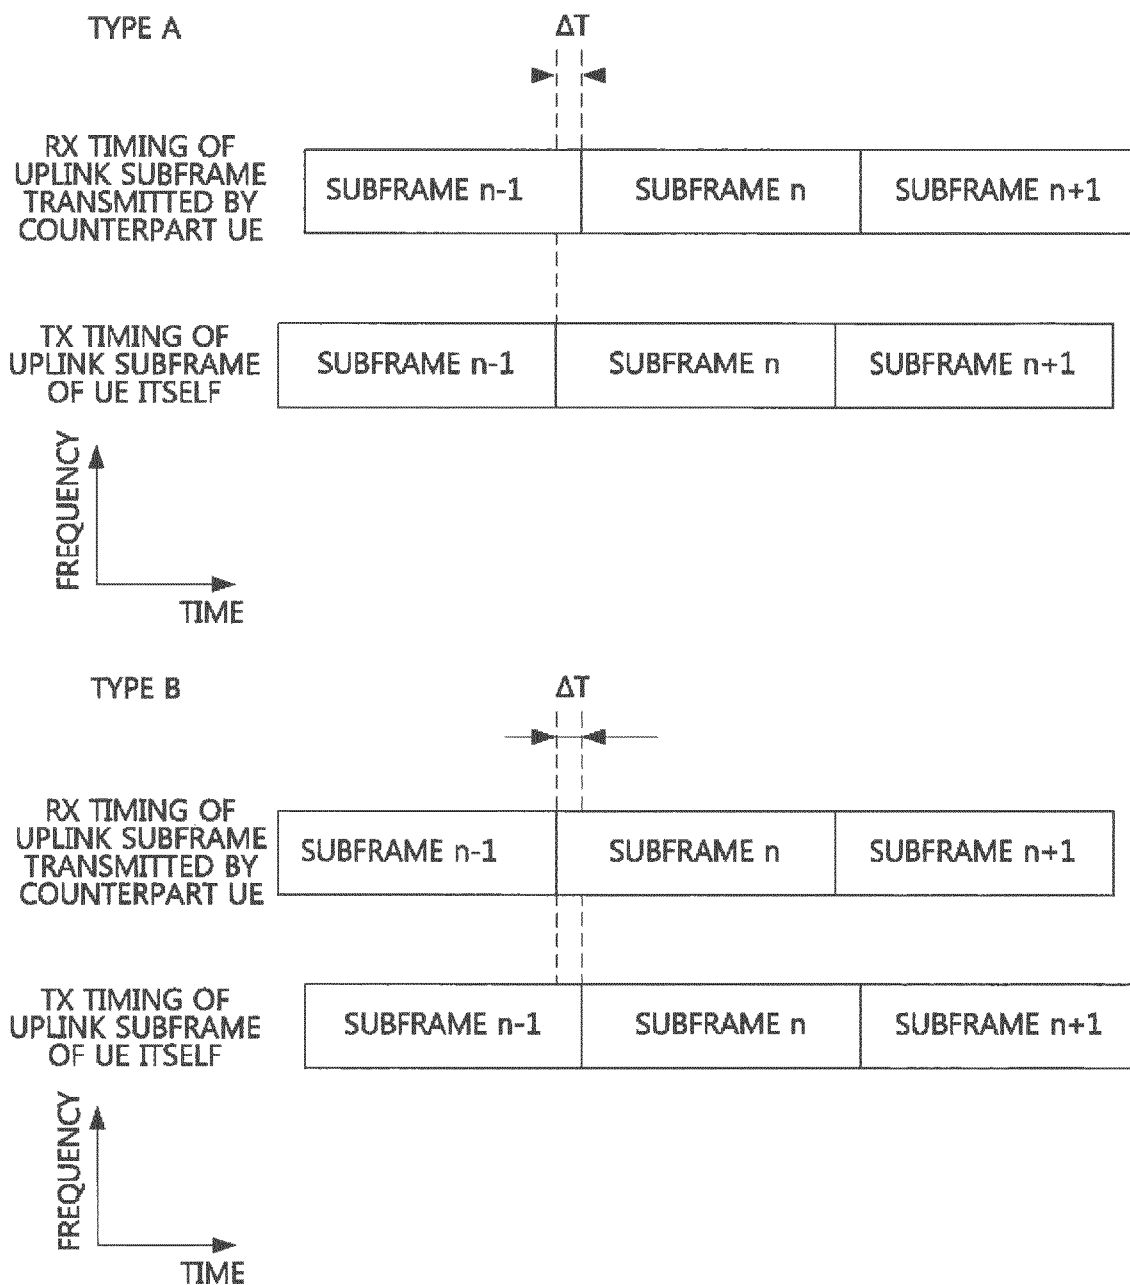 TYPE A
ΔT
RX TIMING OF
UPLINK SUBFRAME
TRANSMITTED BY
COUNTERPART UE
SUBFRAME n-1
SUBFRAME n
SUBFRAME n+1
TX TIMING OF
UPLINK SUBFRAME
OF UE ITSELF
SUBFRAME n-1
SUBFRAME n
SUBFRAME n+1
FREQUENCY
TIME
TYPE B
ΔT
RX TIMING OF
UPLINK SUBFRAME
TRANSMITTED BY
COUNTERPART UE
SUBFRAME n-1
SUBFRAME n
SUBFRAME n+1
TX TIMING OF
UPLINK SUBFRAME
OF UE ITSELF
SUBFRAME n-1
SUBFRAME n
SUBFRAME n+1
FREQUENCY
TIME